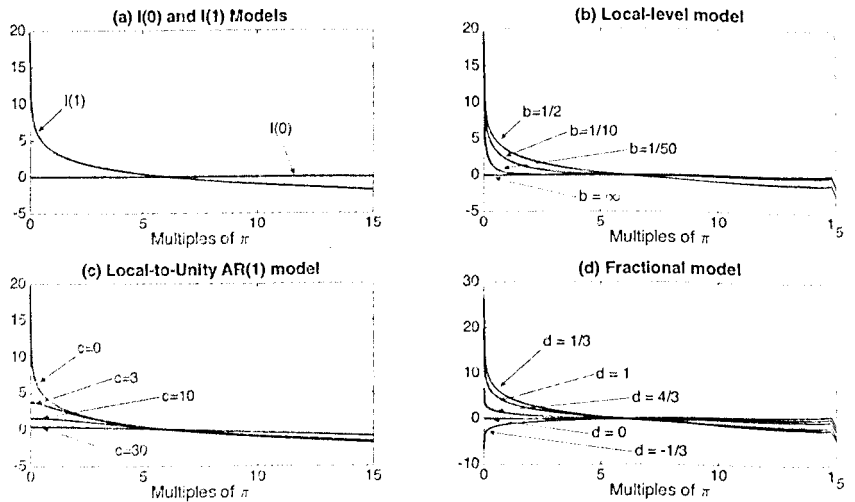 (a) I(0) and I(1) Models
20
15
10
5
0
-5
I(1)
I(0)
0
5
10
15
Multiples of π
(b) Local-level model
20
15
10
5
0
-5
b=1/2
b=1/10
b=1/50
b = ∞
0
5
10
15
Multiples of π
(c) Local-to-Unity AR(1) model
20
15
10
5
0
-5
c=0
c=3
c=10
c=30
0
5
10
15
Multiples of π
(d) Fractional model
30
20
10
0
-10
d = 1/3
d = 1
d = 4/3
d = 0
d = -1/3
0
5
10
15
Multiples of π